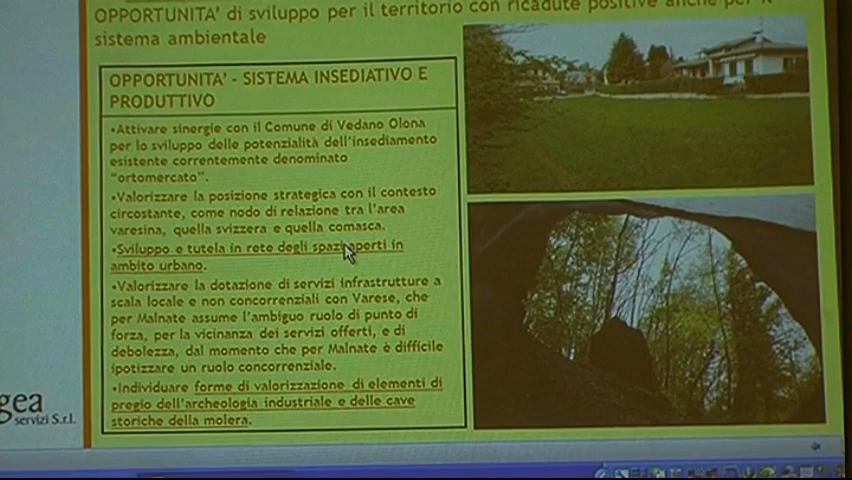 OPPORTUNITA' di sviluppo per il territorio con ricadute positive anche per il
sistema ambientale
OPPORTUNITA' - SISTEMA INSEDIATIVO E
PRODUTTIVO
•Attivare sinergie con il Comune di Vedano Olona
per lo sviluppo delle potenzialità dell'insediamento
esistente correntemente denominato
"ortomercato".
•Valorizzare la posizione strategica con il contesto
circostante, come nodo di relazione tra l'area
varesina, quella svizzera e quella comasca.
•Sviluppo e tutela in rete degli spazi aperti in
ambito urbano.
•Valorizzare la dotazione di servizi infrastrutture a
scala locale e non concorrenziali con Varese, che
per Malnate assume l'ambiguo ruolo di punto di
forza, per la vicinanza dei servizi offerti, e di
debolezza, dal momento che per Malnate è difficile
ipotizzare un ruolo concorrenziale.
•Individuare forme di valorizzazione di elementi di
pregio dell'archeologia industriale e delle cave
storiche della molera.
gea
servizi S.r.l.